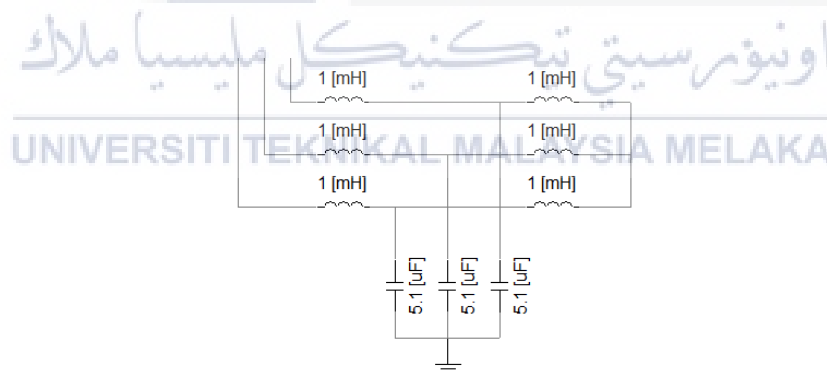 اونيورسيتي تيكنيكل مليسيا ملاك
1 [mH] 1 [mH]
UNIVERSITI TEKNIKAL MALAYSIA MELAKA
1 [mH] 1 [mH]
1 [mH] 1 [mH]
5.1 [uF] 5.1 [uF] 5.1 [uF]